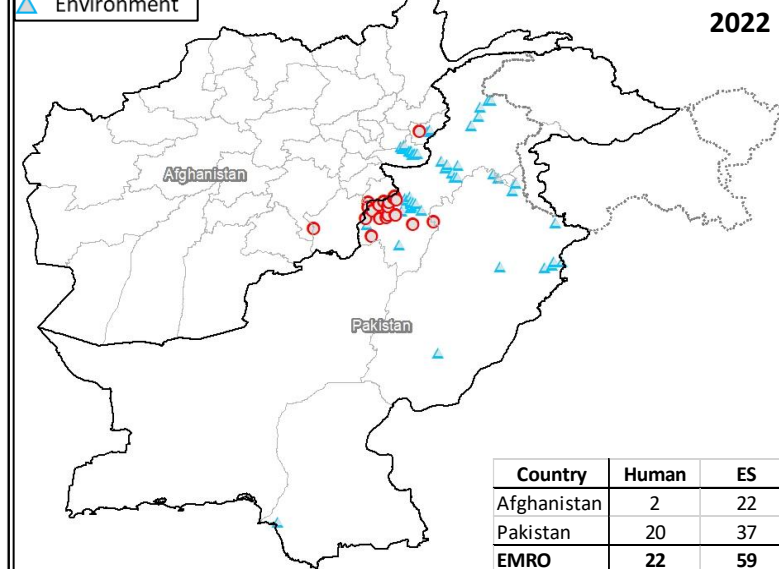 Environment
2022
Afghanistan
Pakistan
Country Human ES
Afghanistan 2 22
Pakistan 20 37
EMRO 22 59